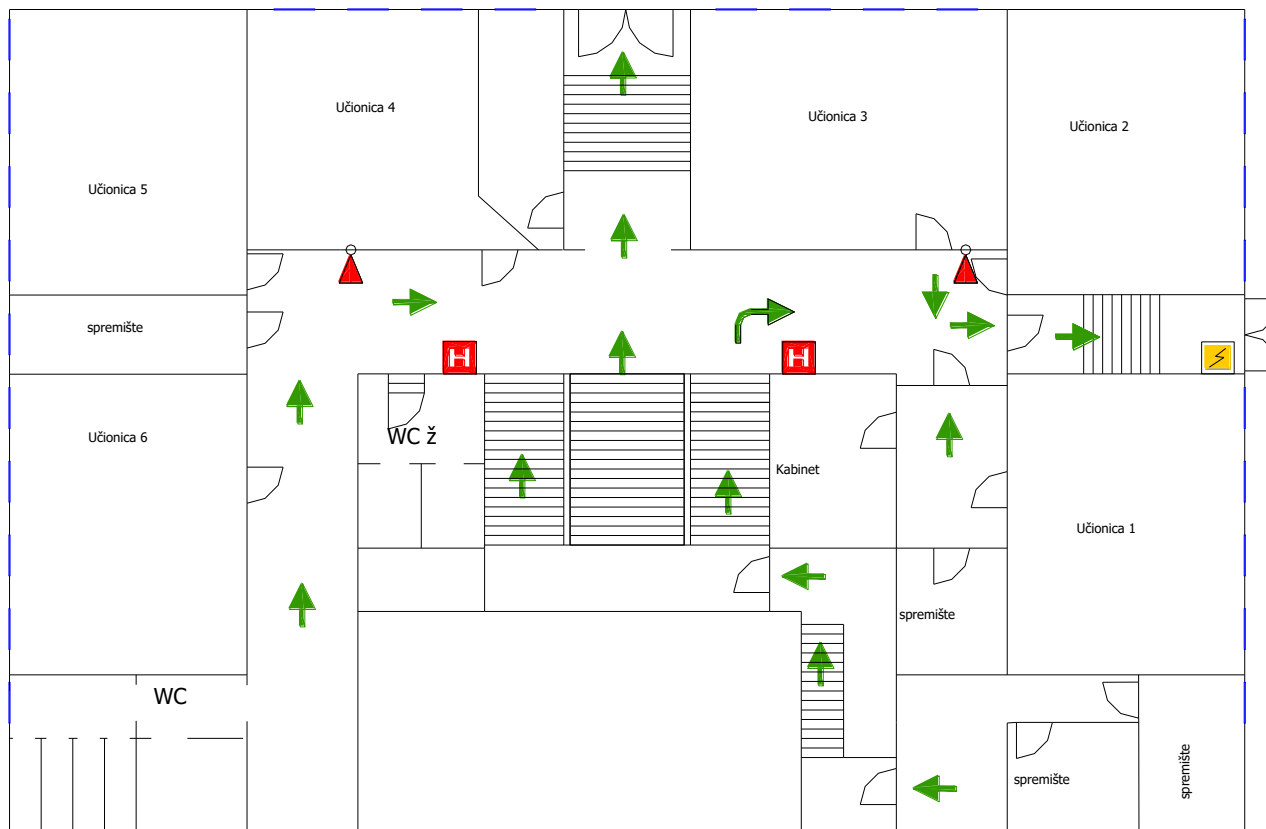 Učionica 4
Učionica 3
Učionica 2
Učionica 5
spremište
H
H
Učionica 6
WC ž
Kabinet
Učionica 1
spremište
WC
spremište
spremište